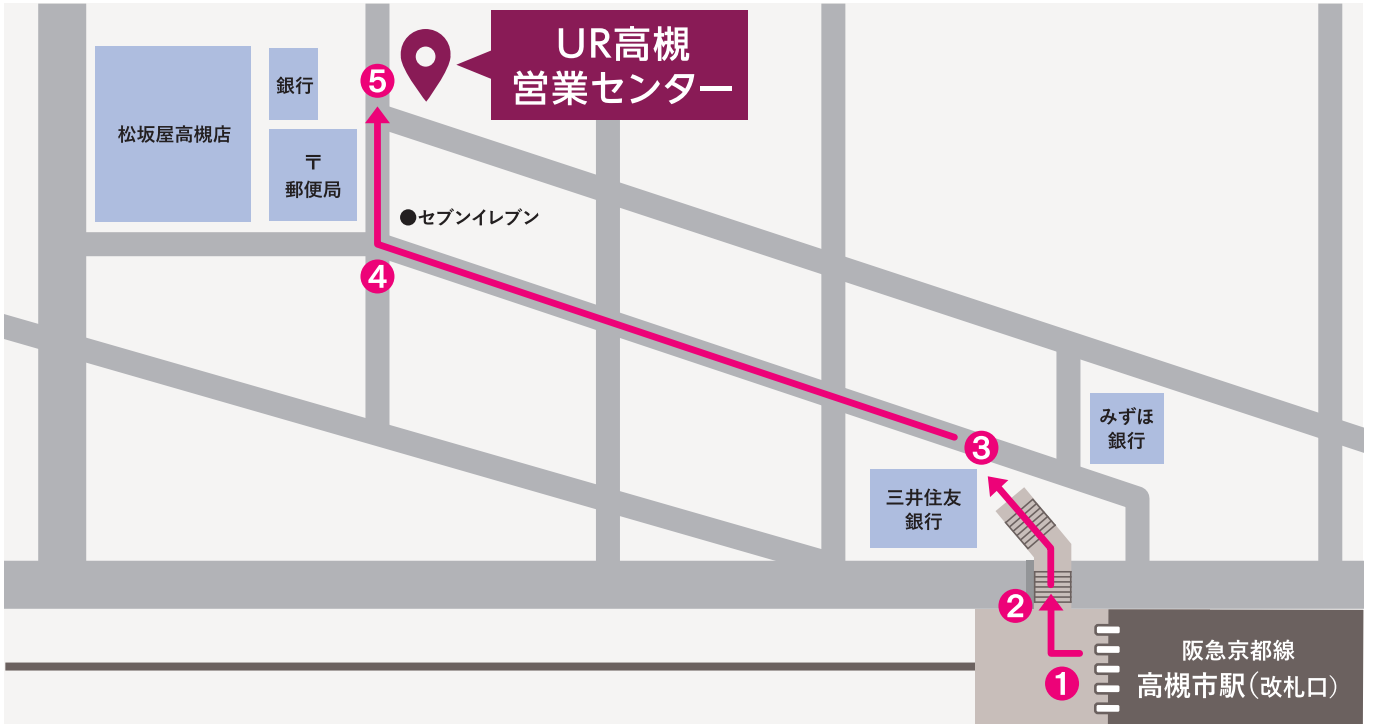 UR高槻
営業センター
5
銀行
松坂屋高槻店
〒
郵便局
●セブンイレブン
4
3
みずほ
銀行
三井住友
銀行
2
1
阪急京都線
高槻市駅(改札口)